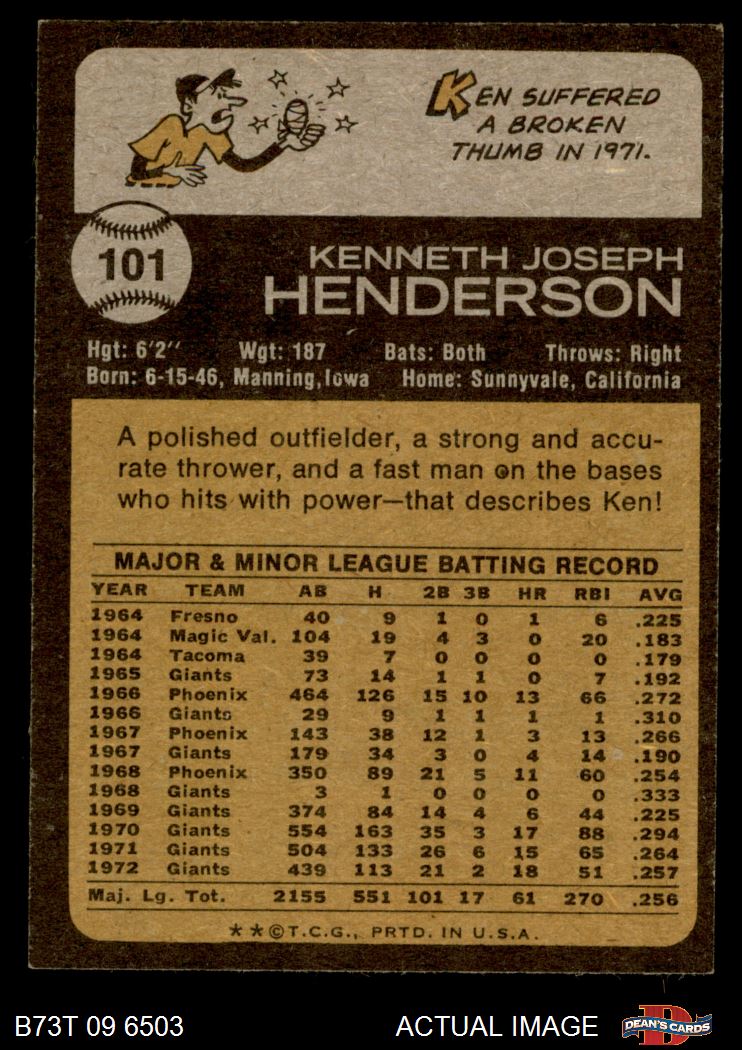 KEN SUFFERED
A BROKEN
THUMB IN 1971.
101
KENNETH JOSEPH
HENDERSON
Hgt: 6'2" Wgt: 187 Bats: Both Throws: Right
Born: 6-15-46, Manning, Iowa Home: Sunnyvale, California
A polished outfielder, a strong and accu-
rate thrower, and a fast man on the bases
who hits with power—that describes Ken!
MAJOR & MINOR LEAGUE BATTING RECORD
YEAR TEAM AB H 2B 3B HR RBI AVG
1964 Fresno 40 9 1 0 1 6 .225
1964 Magic Val. 104 19 4 3 0 20 .183
1964 Tacoma 39 7 0 0 0 0 .179
1965 Giants 73 14 1 1 0 7 .192
1966 Phoenix 464 126 15 10 13 66 .272
1966 Giants 29 9 1 1 1 1 .310
1967 Phoenix 143 38 12 1 3 13 .266
1967 Giants 179 34 3 0 4 14 .190
1968 Phoenix 350 89 21 5 11 60 .254
1968 Giants 3 1 0 0 0 0 .333
1969 Giants 374 84 14 4 6 44 .225
1970 Giants 554 163 35 3 17 88 .294
1971 Giants 504 133 26 6 15 65 .264
1972 Giants 439 113 21 2 18 51 .257
Maj. Lg. Tot. 2155 551 101 17 61 270 .256
**©T.C.G., PRTD. IN U.S.A.
B73T 09 6503 ACTUAL IMAGE D DEAN'S CARDS